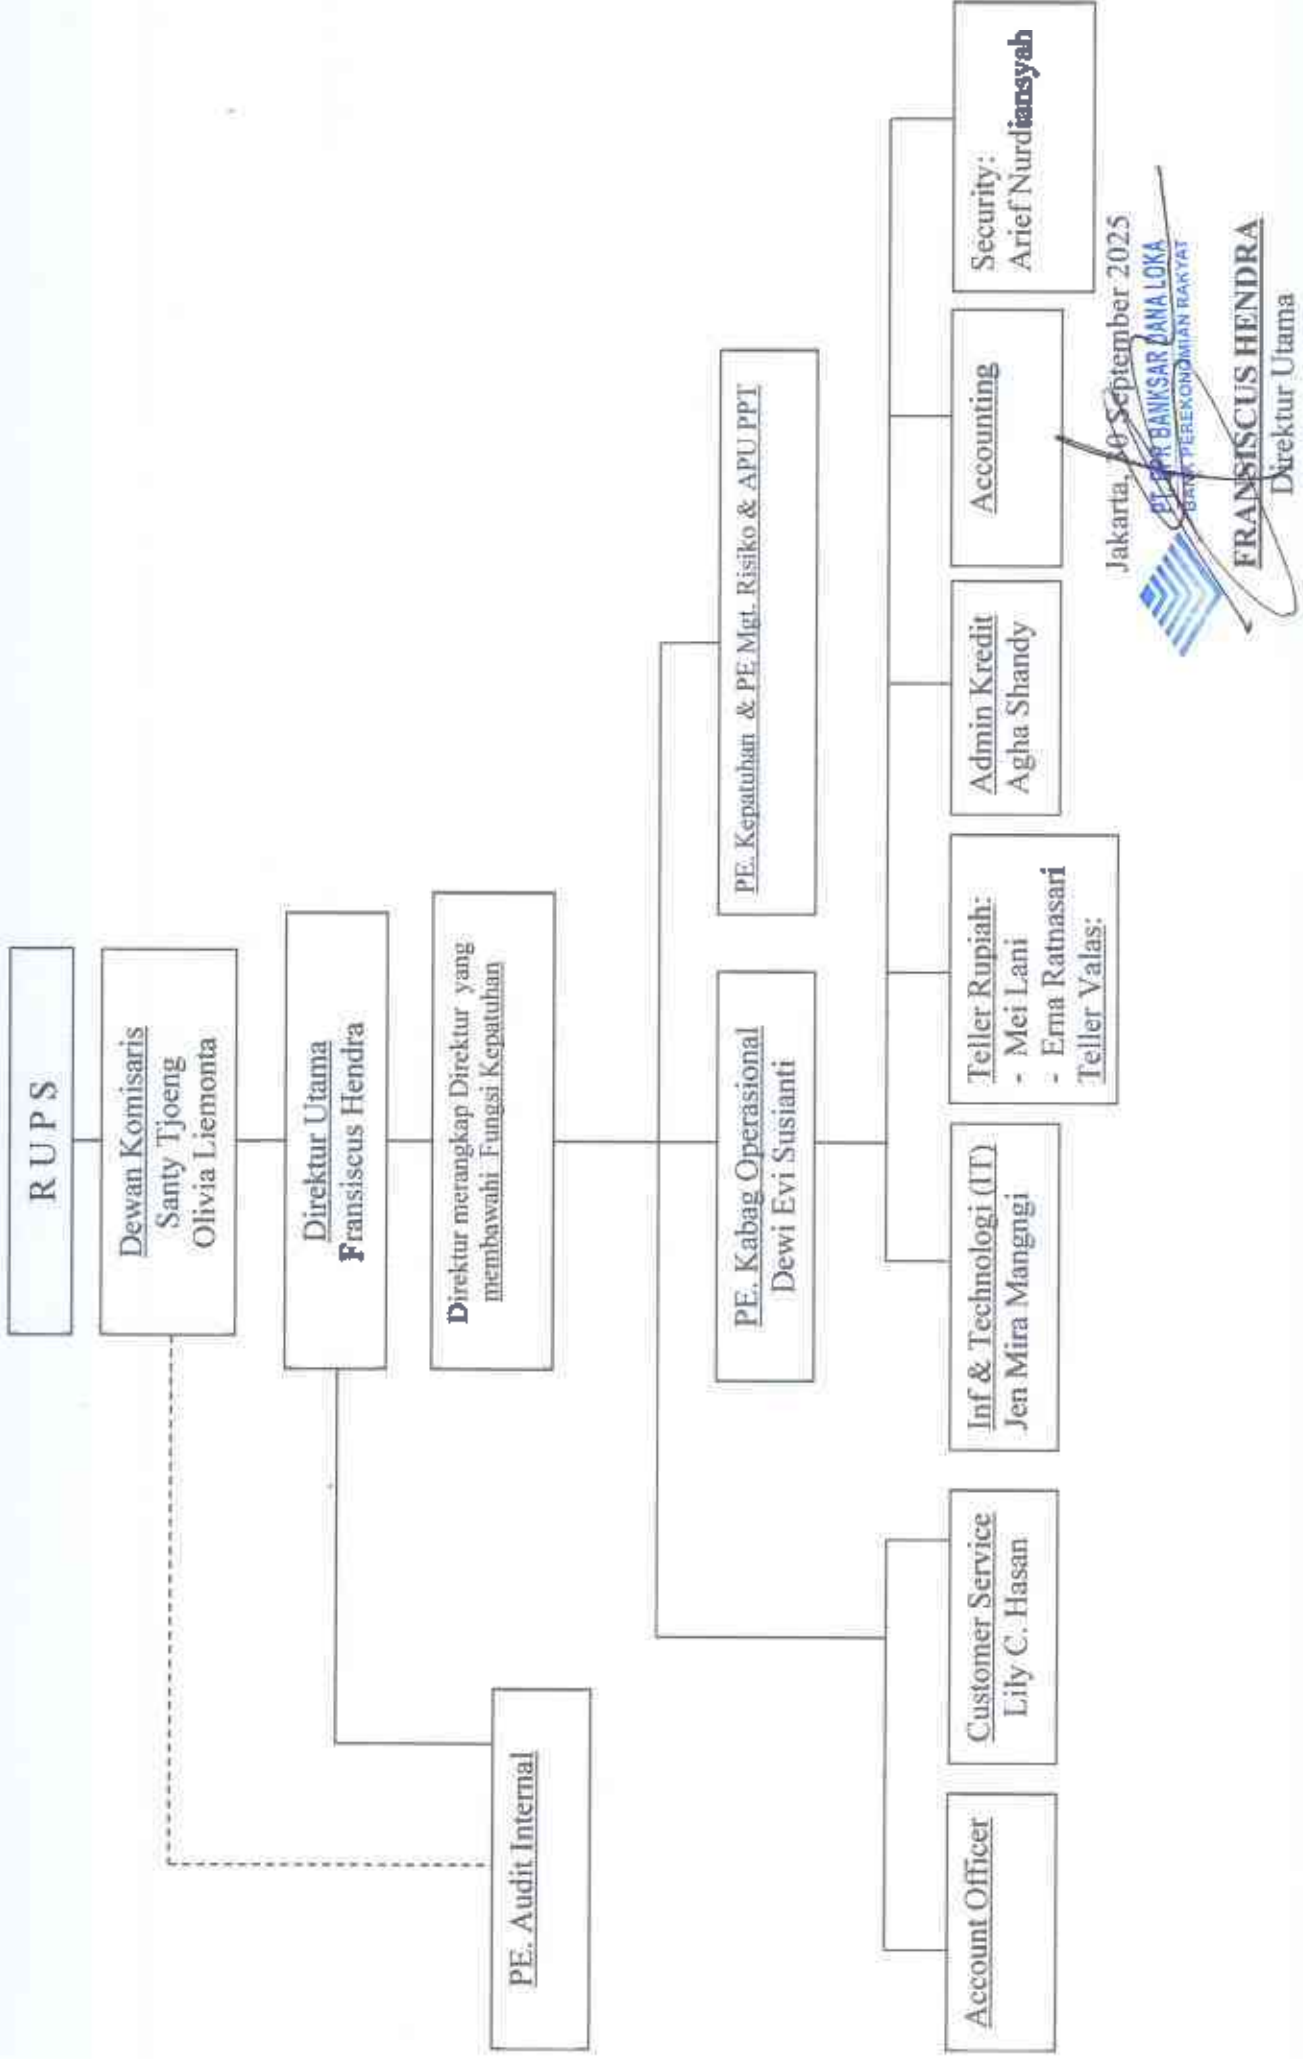 R U P S
Dewan Komisaris
Santy Tjoeng
Olivia Liemonta
Direktur Utama
Fransiscus Hendra
Direktur merangkap Direktur yang
membawahi Fungsi Kepatuhan
PE. Audit Internal
PE. Kabag Operasional
Dewi Evi Susianti
PE. Kepatuhan & PE Mgt. Risiko & APU PPT
Account Officer
Customer Service
Lily C. Hasan
Inf & Technologi (IT)
Jen Mira Mangngi
Teller Rupiah:
- Mei Lani
- Erna Ratnasari
Teller Valas:
Admin Kredit
Agha Shandy
Accounting
Security:
Arief Nurdiansyah
Jakarta, September 2025
PT. BPR BANKSAR DANA LOKA
BANK PEREKONOMIAN RAKYAT
FRANSISCUS HENDRA
Direktur Utama